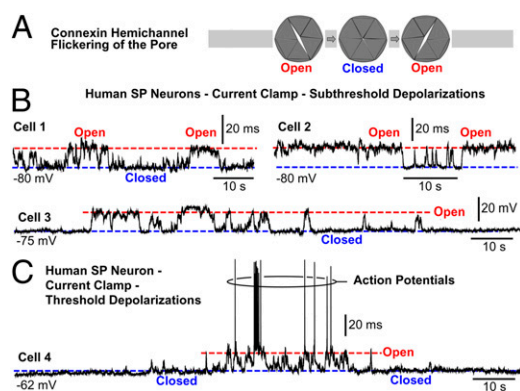 A Connexin Hemichannel
Flickering of the Pore
Open Closed Open
B Human SP Neurons - Current Clamp - Subthreshold Depolarizations
Cell 1 Open Open 20 ms
Closed
-80 mV 10 s
Cell 2 Open Open 20 ms
Closed
-80 mV 10 s
Cell 3 Open 20 mV
Closed
-75 mV 10 s
C Human SP Neuron -
Current Clamp -
Threshold Depolarizations
Action Potentials
20 ms
Cell 4 Open
-62 mV Closed Closed 10 s